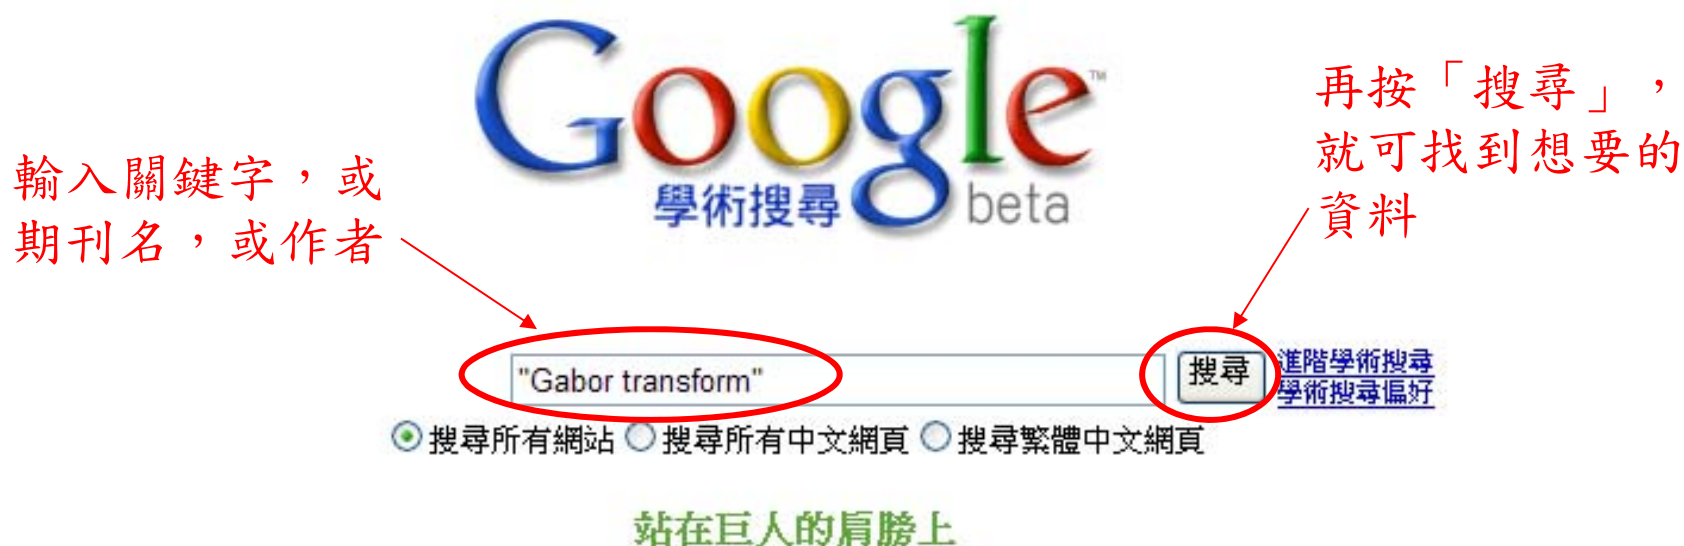 Google™
學術搜尋 beta
輸入關鍵字，或
期刊名，或作者
再按「搜尋」，
就可找到想要的
資料
"Gabor transform" 搜尋 進階學術搜尋
學術搜尋偏好
搜尋所有網站 搜尋所有中文網頁 搜尋繁體中文網頁
站在巨人的肩膀上